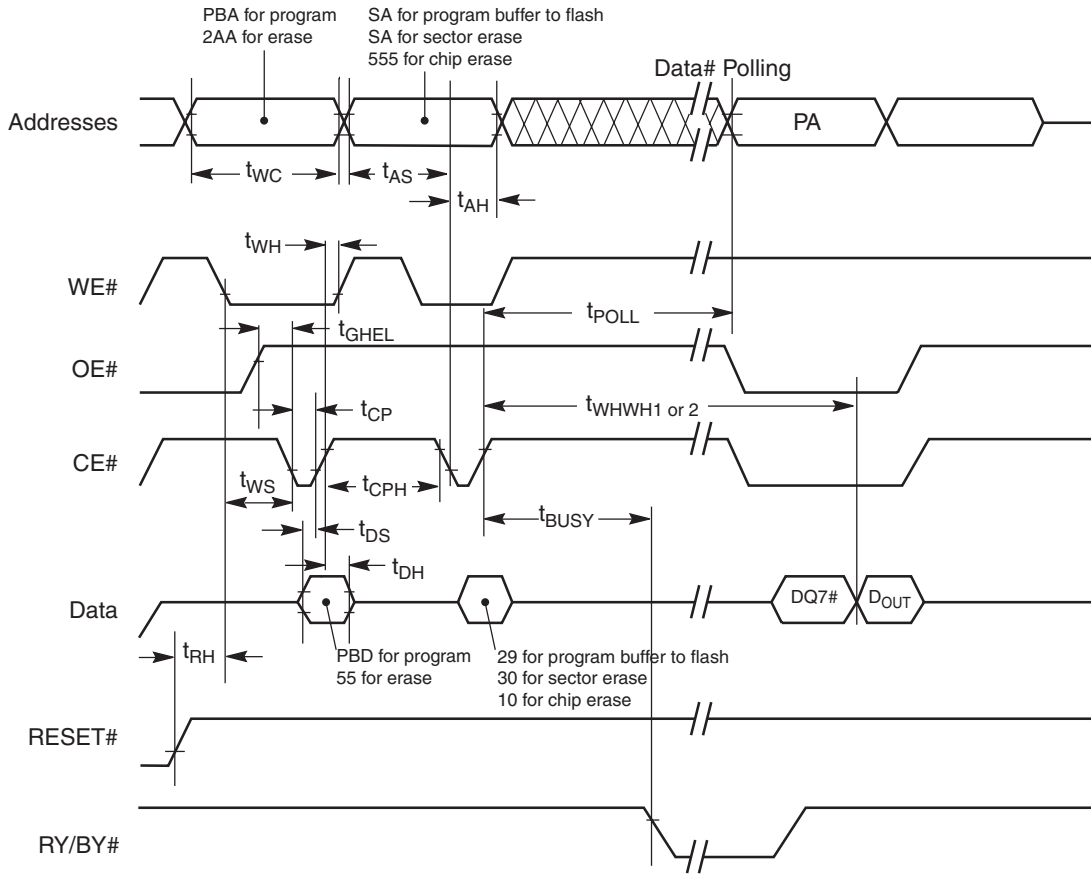 PBA for program
2AA for erase
SA for program buffer to flash
SA for sector erase
555 for chip erase
Data# Polling
Addresses
PA
tWC
tAS
tAH
tWH
WE#
tPOLL
tGHEL
OE#
tWHWH1 or 2
tCP
CE#
tWS
tCPH
tBUSY
tDS
tDH
Data
DQ7#
DOUT
tRH
PBD for program
55 for erase
29 for program buffer to flash
30 for sector erase
10 for chip erase
RESET#
RY/BY#